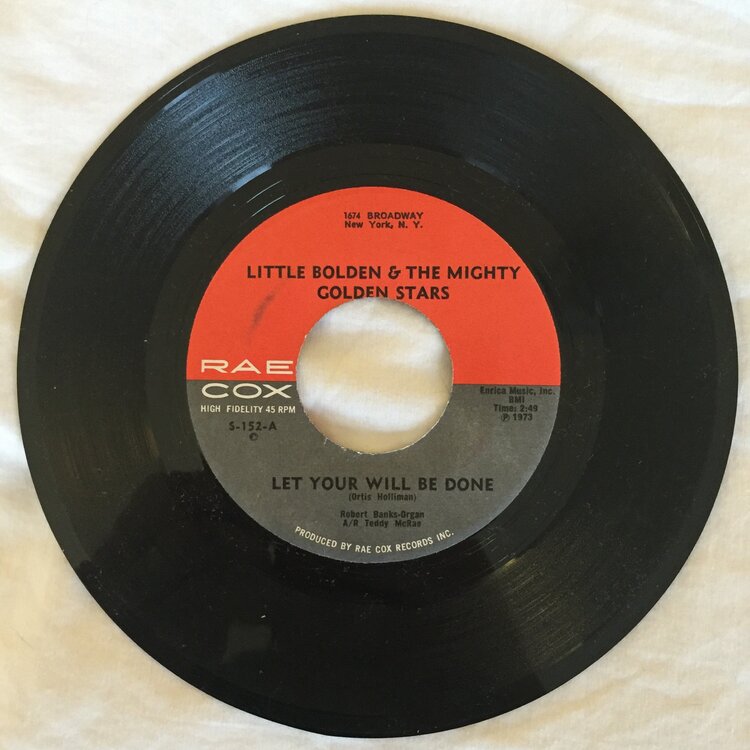 1674 BROADWAY
New York, N. Y.
LITTLE BOLDEN & THE MIGHTY
GOLDEN STARS
RAE
COX
HIGH FIDELITY 45 RPM
S-152-A
©
Enrica Music, Inc.
BMI
Time: 2:49
℗ 1973
LET YOUR WILL BE DONE
(Ortis Holliman)
Robert Banks-Organ
A/R Teddy McRae
PRODUCED BY RAE COX RECORDS INC.